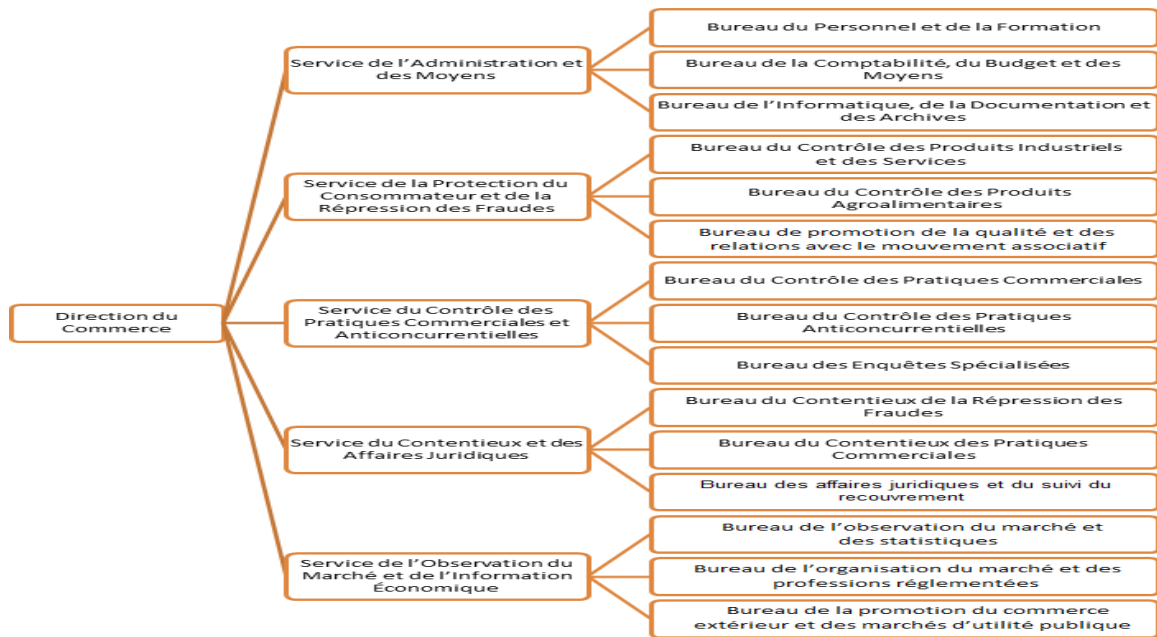 Direction du
Commerce
Service de l’Administration et
des Moyens
Bureau du Personnel et de la Formation
Bureau de la Comptabilité, du Budget et des
Moyens
Bureau de l’Informatique, de la Documentation et
des Archives
Service de la Protection du
Consommateur et de la
Répression des Fraudes
Bureau du Contrôle des Produits Industriels
et des Services
Bureau du Contrôle des Produits
Agroalimentaires
Bureau de promotion de la qualité et des
relations avec le mouvement associatif
Service du Contrôle des
Pratiques Commerciales et
Anticoncurrentielles
Bureau du Contrôle des Pratiques Commerciales
Bureau du Contrôle des Pratiques
Anticoncurrentielles
Bureau des Enquêtes Spécialisées
Service du Contentieux et des
Affaires Juridiques
Bureau du Contentieux de la Répression des
Fraudes
Bureau du Contentieux des Pratiques
Commerciales
Bureau des affaires juridiques et du suivi du
recouvrement
Service de l’Observation du
Marché et de l’Information
Économique
Bureau de l’observation du marché et
des statistiques
Bureau de l’organisation du marché et des
professions réglementées
Bureau de la promotion du commerce
extérieur et des marchés d’utilité publique